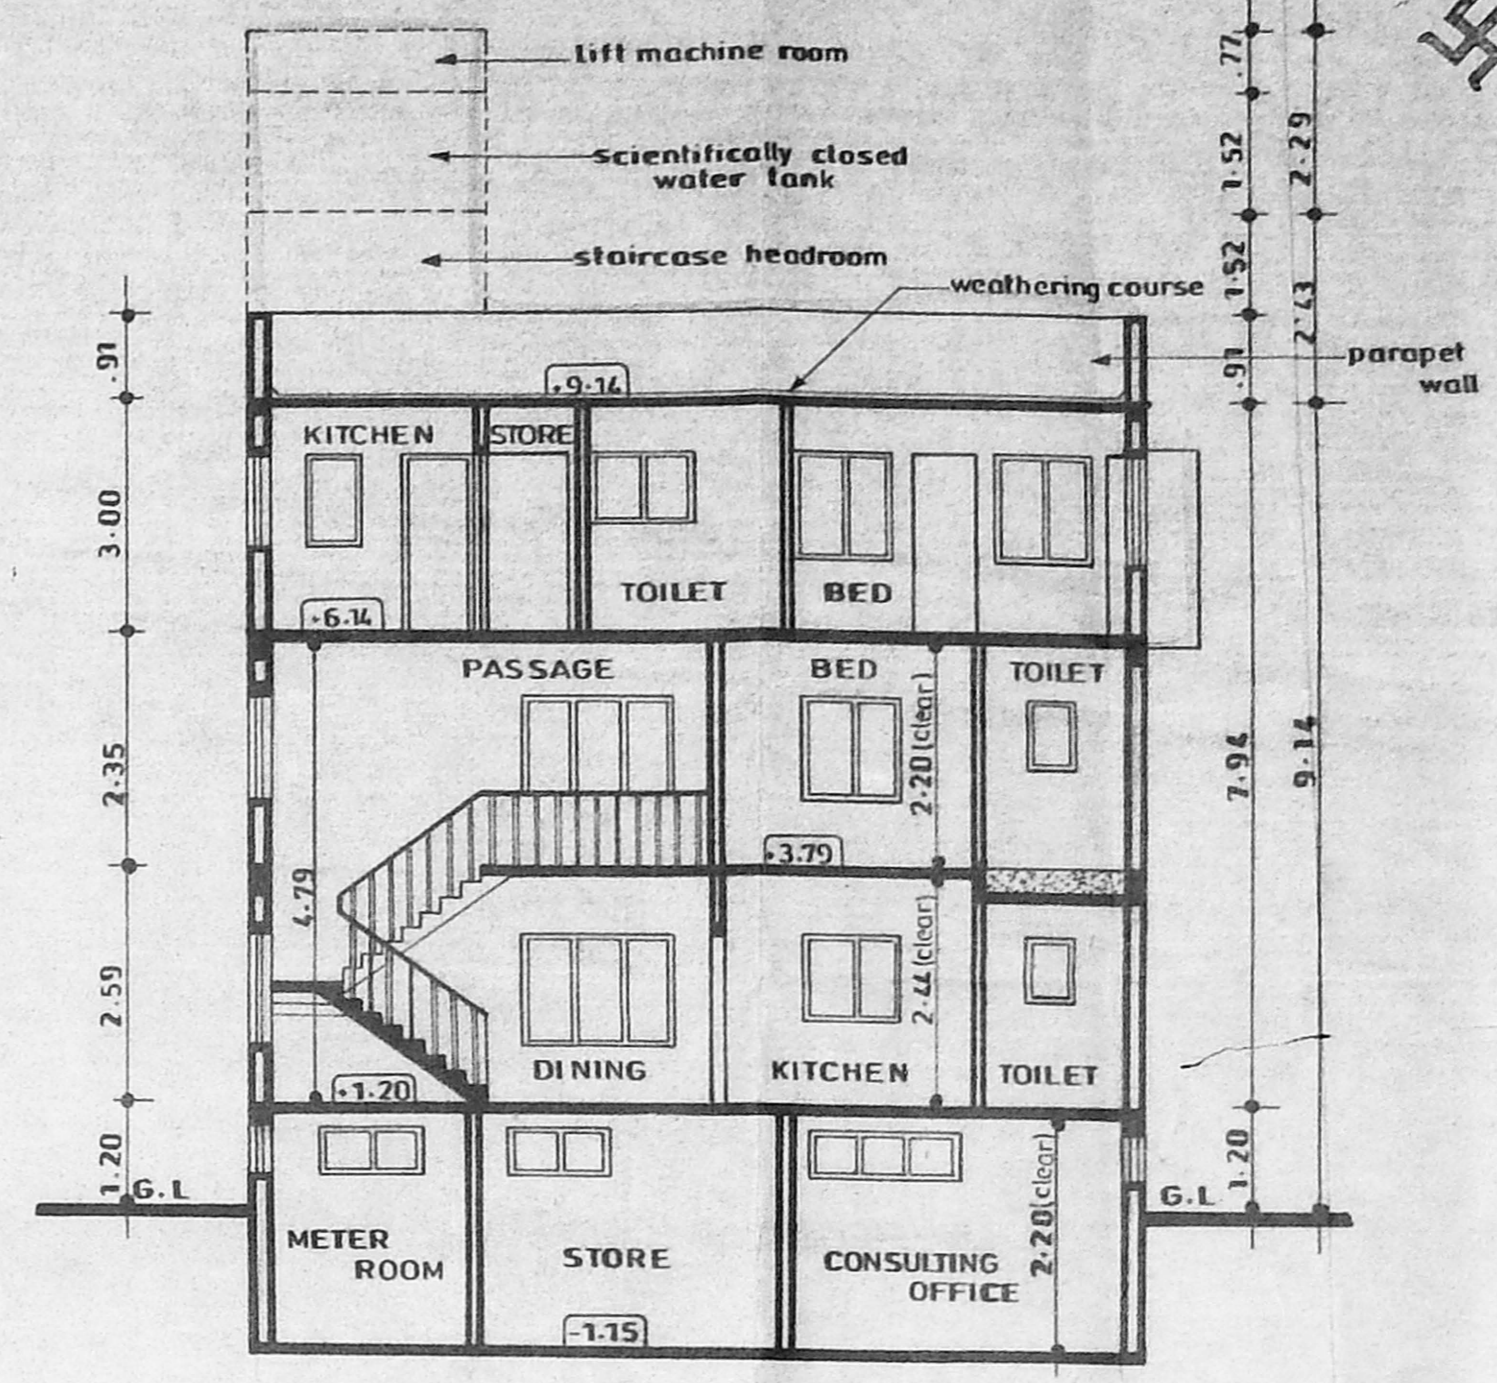 lift machine room
scientifically closed
water tank
staircase headroom
weathering course
parapet
wall
.77
1.52
2.29
1.52
2.43
.91
.91
+9.14
KITCHEN
STORE
TOILET
BED
3.00
+6.14
PASSAGE
BED
TOILET
2.20(clear)
2.35
7.94
9.14
+3.79
4.79
2.59
2.44(clear)
DINING
KITCHEN
TOILET
+1.20
1.20
G.L
1.20
G.L
METER
ROOM
STORE
CONSULTING
OFFICE
2.20(clear)
-1.15